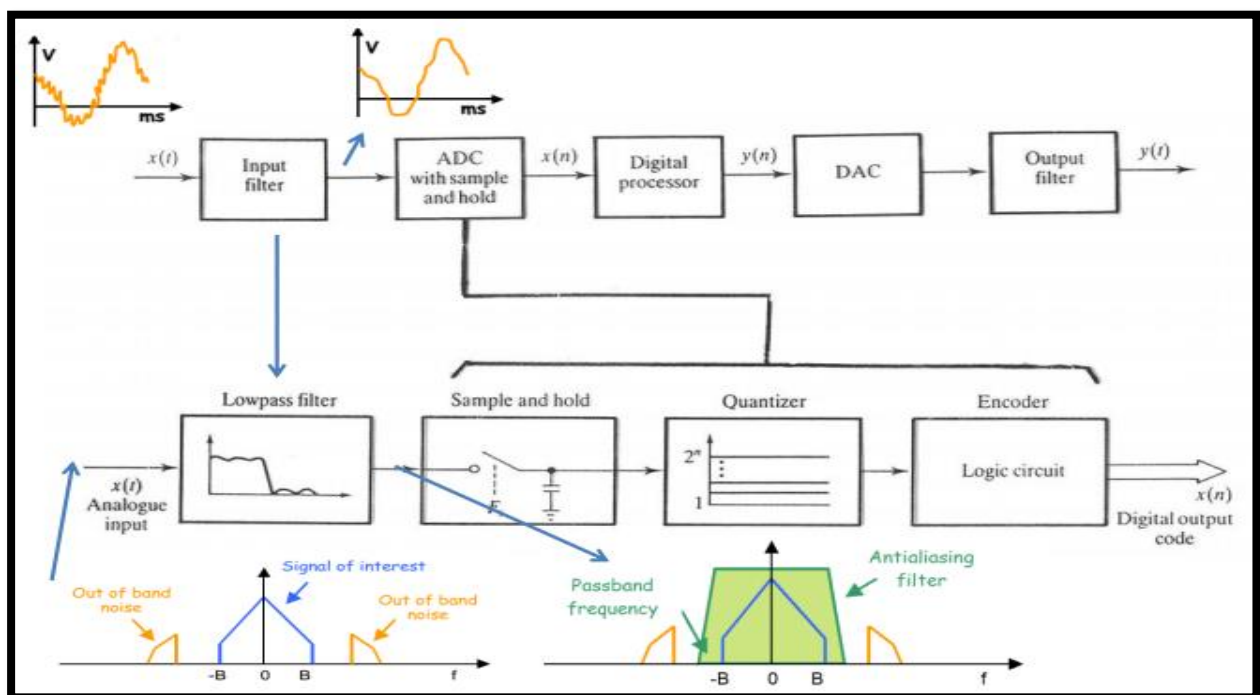 V
ms
V
ms
x(t)
Input
filter
ADC
with sample
and hold
x(n)
Digital
processor
y(n)
DAC
Output
filter
y(t)
Lowpass filter
Sample and hold
Quantizer
Encoder
x(t)
Analogue
input
F
2ⁿ
1
Logic circuit
x(n)
Digital output
code
Out of band
noise
Signal of interest
Out of band
noise
-B
0
B
f
Passband
frequency
Antialiasing
filter
-B
0
B
f